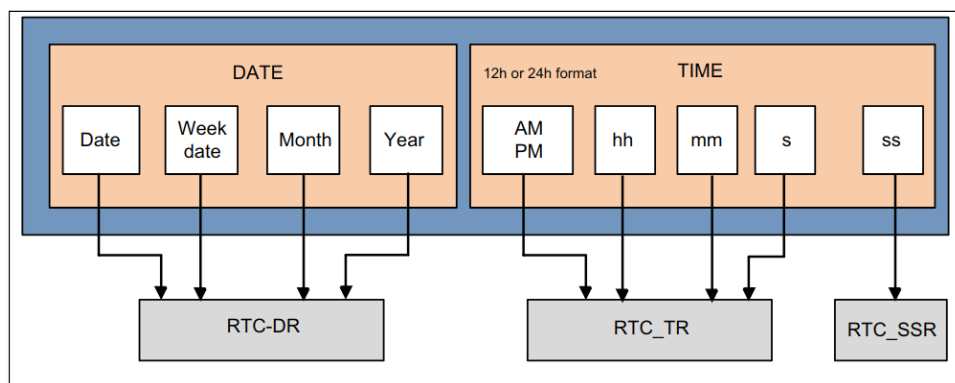 DATE
12h or 24h format
TIME
Date
Week
date
Month
Year
AM
PM
hh
mm
s
ss
RTC-DR
RTC_TR
RTC_SSR